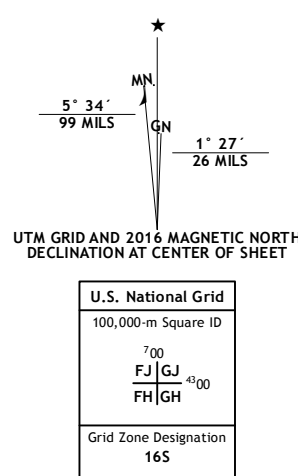 ★
MN.
5° 34´
99 MILS
GN
1° 27´
26 MILS
UTM GRID AND 2016 MAGNETIC NORTH
DECLINATION AT CENTER OF SHEET
U.S. National Grid
100,000-m Square ID
700
FJ GJ
4300
FH GH
Grid Zone Designation
16S